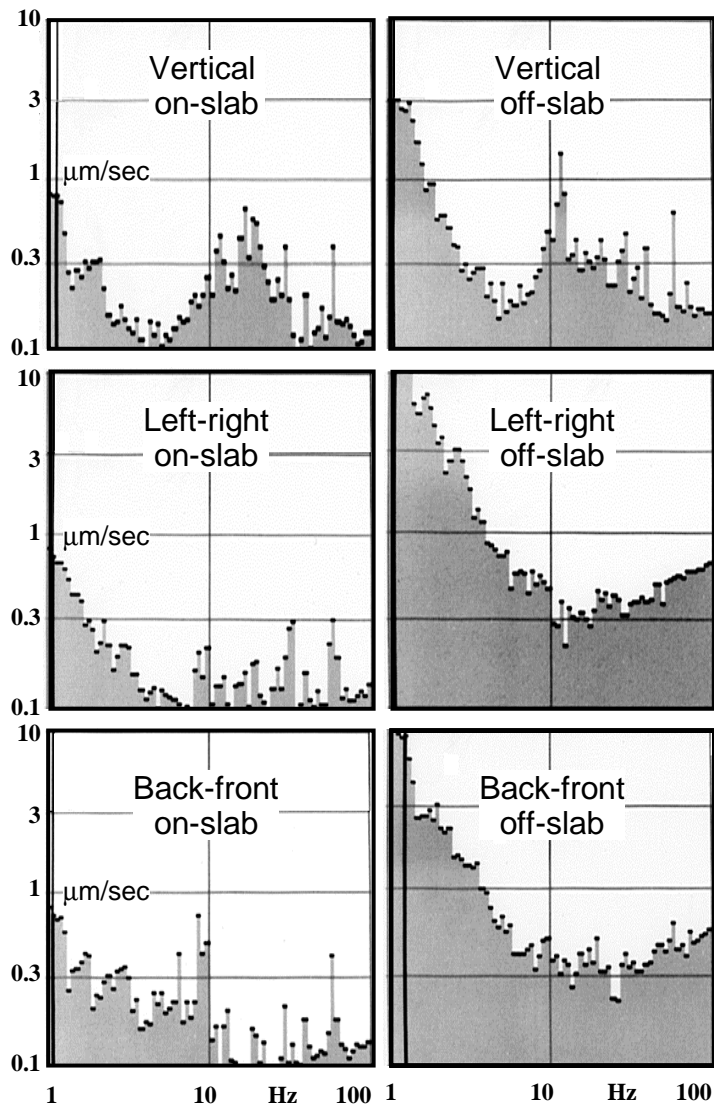 10
3
1
0.3
0.1
Vertical
on-slab
μm/sec
Vertical
off-slab
10
3
1
0.3
0.1
Left-right
on-slab
μm/sec
Left-right
off-slab
10
3
1
0.3
0.1
Back-front
on-slab
μm/sec
Back-front
off-slab
1 10 Hz 100
1 10 Hz 100